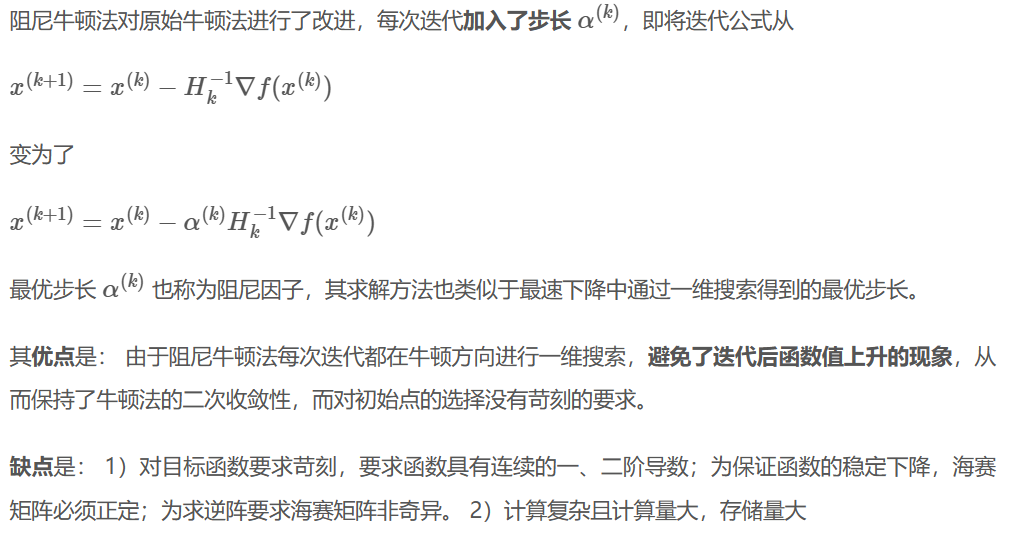 阻尼牛顿法对原始牛顿法进行了改进，每次迭代加入了步长 α^{(k)}，即将迭代公式从
x^{(k+1)} = x^{(k)} − H_k^{−1}∇f(x^{(k)})
变为了
x^{(k+1)} = x^{(k)} − α^{(k)}H_k^{−1}∇f(x^{(k)})
最优步长 α^{(k)} 也称为阻尼因子，其求解方法也类似于最速下降中通过一维搜索得到的最优步长。
其优点是： 由于阻尼牛顿法每次迭代都在牛顿方向进行一维搜索，避免了迭代后函数值上升的现象，从
而保持了牛顿法的二次收敛性，而对初始点的选择没有苛刻的要求。
缺点是： 1）对目标函数要求苛刻，要求函数具有连续的一、二阶导数；为保证函数的稳定下降，海赛
矩阵必须正定；为求逆阵要求海赛矩阵非奇异。 2）计算复杂且计算量大，存储量大